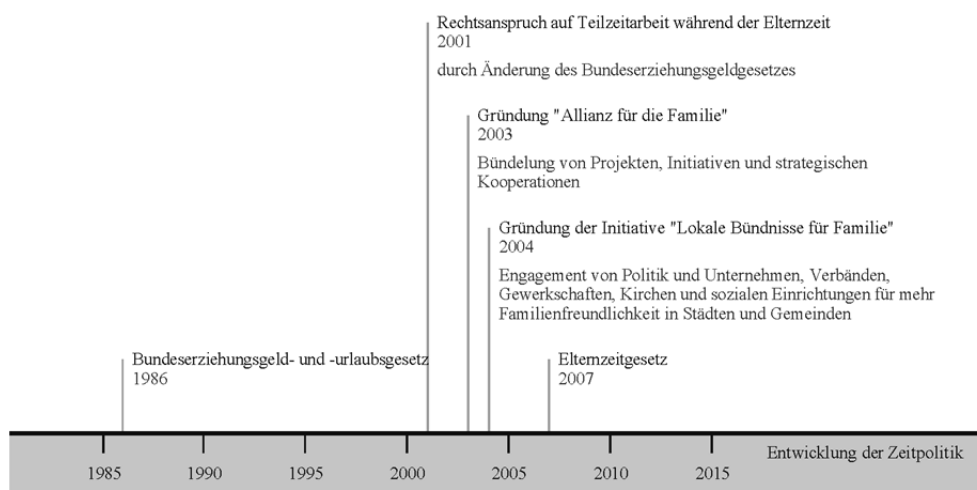 Rechtsanspruch auf Teilzeitarbeit während der Elternzeit
2001
durch Änderung des Bundeserziehungsgeldgesetzes
Gründung "Allianz für die Familie"
2003
Bündelung von Projekten, Initiativen und strategischen
Kooperationen
Gründung der Initiative "Lokale Bündnisse für Familie"
2004
Engagement von Politik und Unternehmen, Verbänden,
Gewerkschaften, Kirchen und sozialen Einrichtungen für mehr
Familienfreundlichkeit in Städten und Gemeinden
Bundeserziehungsgeld- und -urlaubsgesetz
1986
Elternzeitgesetz
2007
Entwicklung der Zeitpolitik
1985 1990 1995 2000 2005 2010 2015